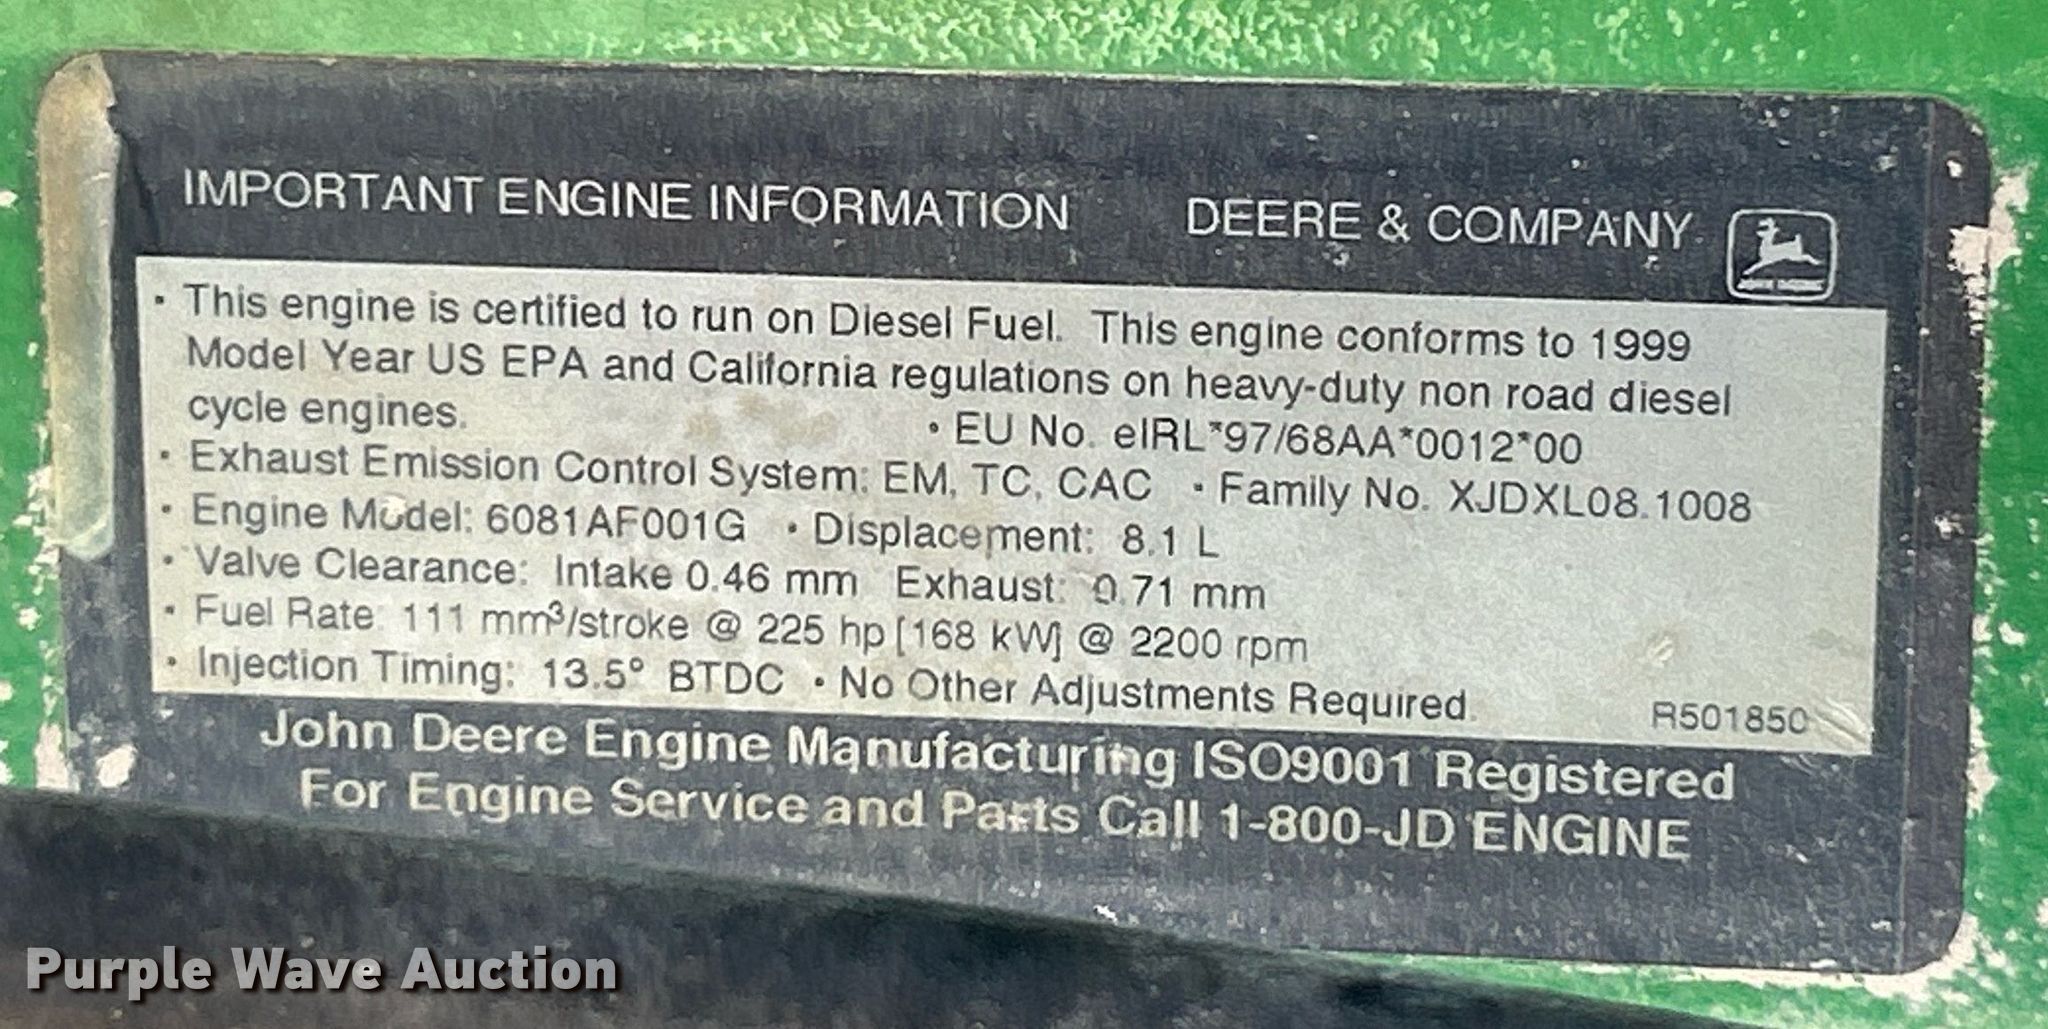 IMPORTANT ENGINE INFORMATION DEERE & COMPANY
JOHN DEERE
• This engine is certified to run on Diesel Fuel. This engine conforms to 1999
Model Year US EPA and California regulations on heavy-duty non road diesel
cycle engines. • EU No. eIRL*97/68AA*0012*00
• Exhaust Emission Control System: EM, TC, CAC • Family No. XJDXL08.1008
• Engine Model: 6081AF001G • Displacement: 8.1 L
• Valve Clearance: Intake 0.46 mm Exhaust: 0.71 mm
• Fuel Rate: 111 mm³/stroke @ 225 hp [168 kW] @ 2200 rpm
• Injection Timing: 13.5° BTDC • No Other Adjustments Required.
R501850
John Deere Engine Manufacturing ISO9001 Registered
For Engine Service and Parts Call 1-800-JD ENGINE
Purple Wave Auction